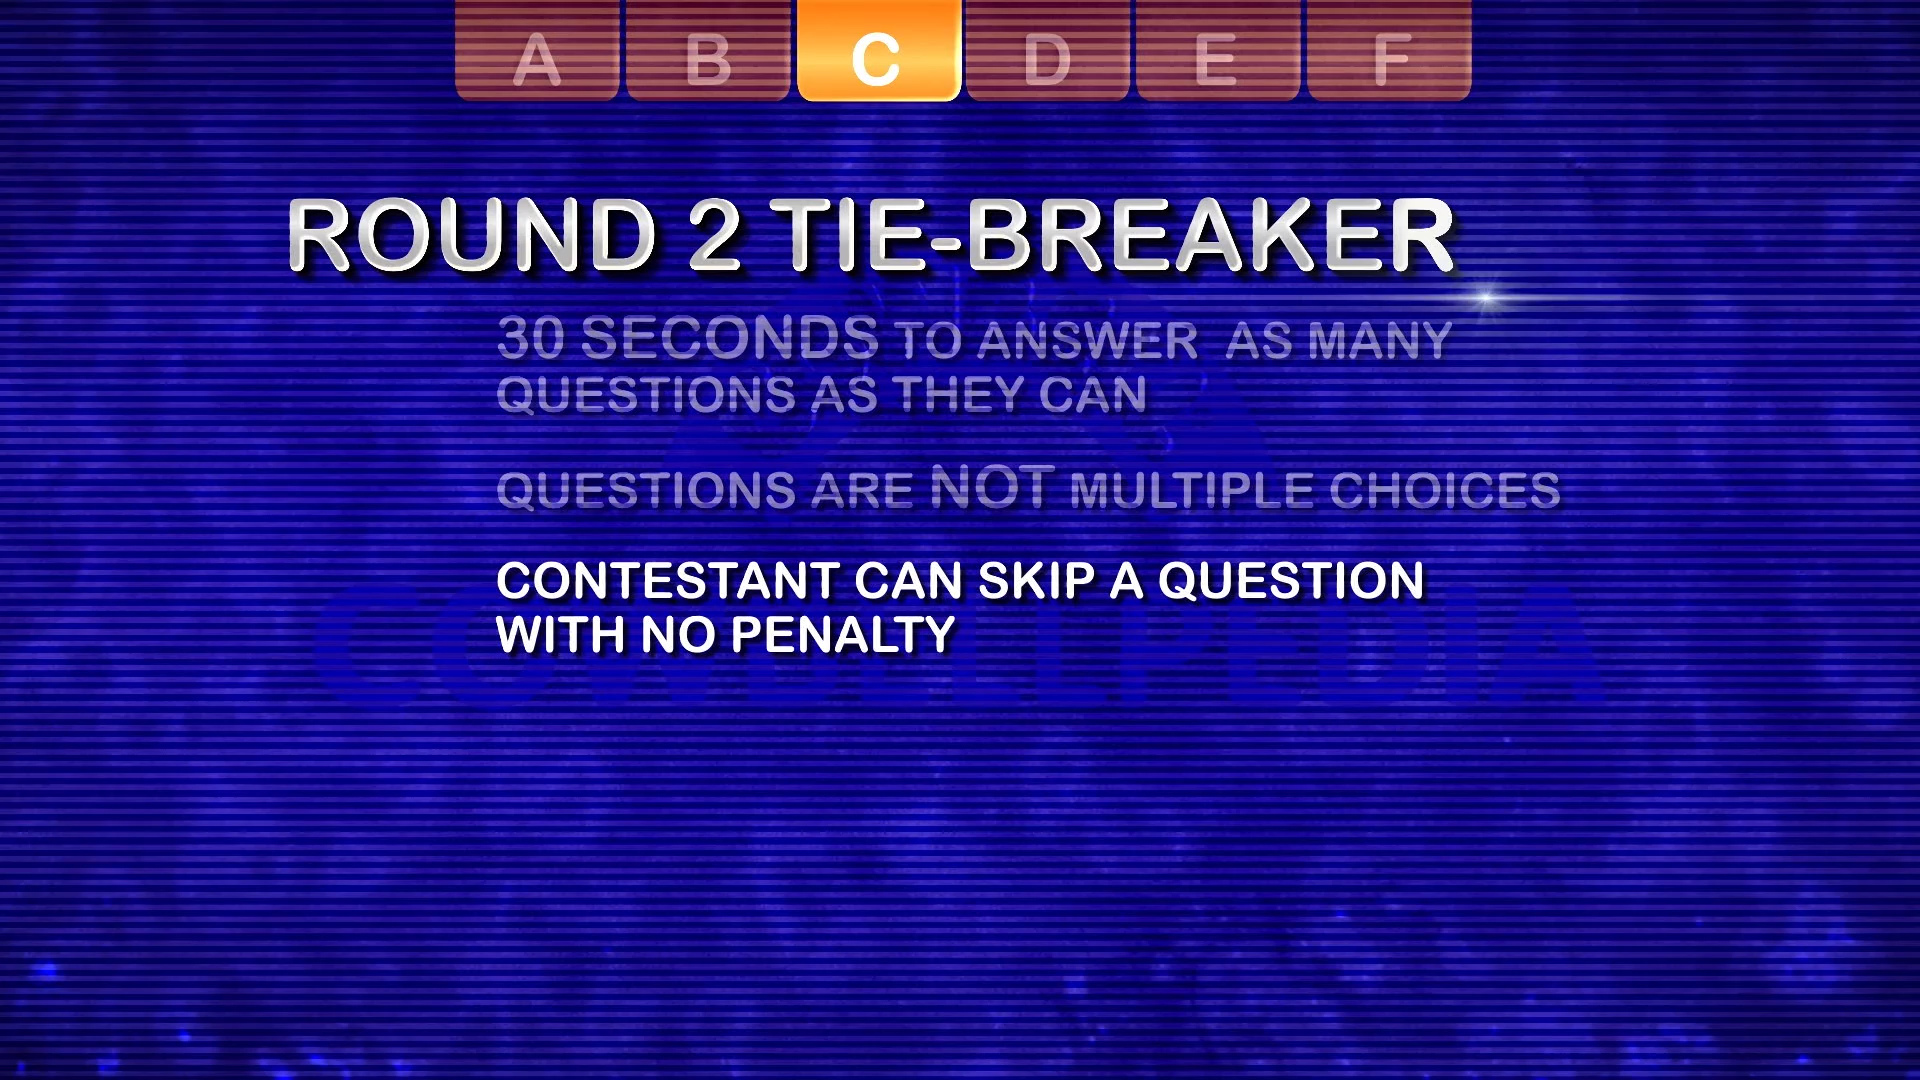 A B C D E F
ROUND 2 TIE-BREAKER
30 SECONDS TO ANSWER AS MANY
QUESTIONS AS THEY CAN
QUESTIONS ARE NOT MULTIPLE CHOICES
CONTESTANT CAN SKIP A QUESTION
WITH NO PENALTY
COWBELLPEDIA